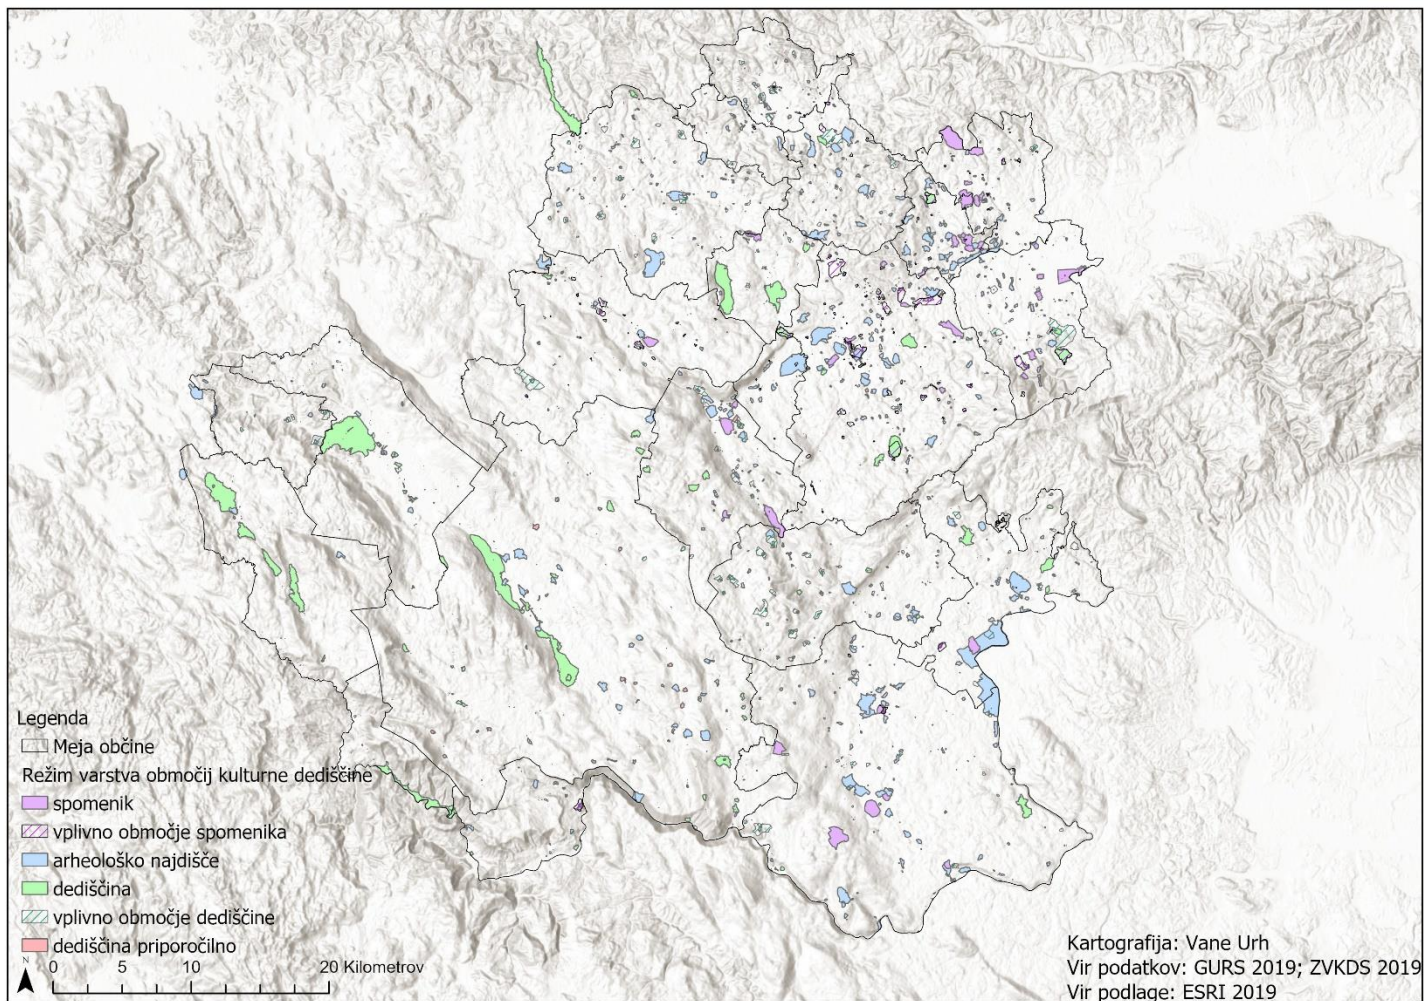 Legenda
Meja občine
Režim varstva območij kulturne dediščine
spomenik
vplivno območje spomenika
arheološko najdišče
dediščina
vplivno območje dediščine
dediščina priporočilno
N
0 5 10 20 Kilometrov
Kartografija: Vane Urh
Vir podatkov: GURS 2019; ZVKDS 2019
Vir podlage: ESRI 2019